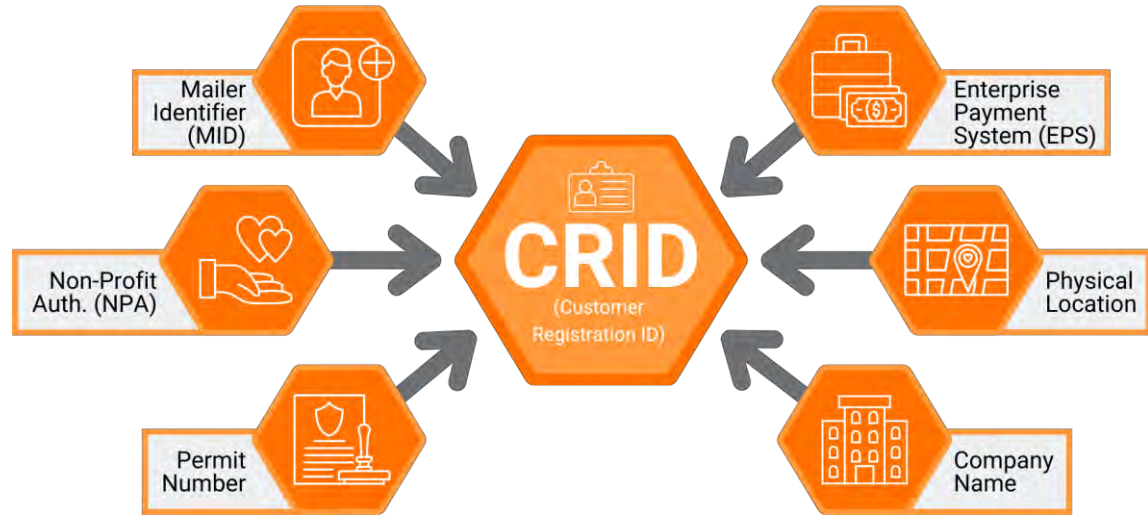 Mailer
Identifier
(MID)
Enterprise
Payment
System (EPS)
CRID
(Customer
Registration ID)
Non-Profit
Auth. (NPA)
Physical
Location
Permit
Number
Company
Name